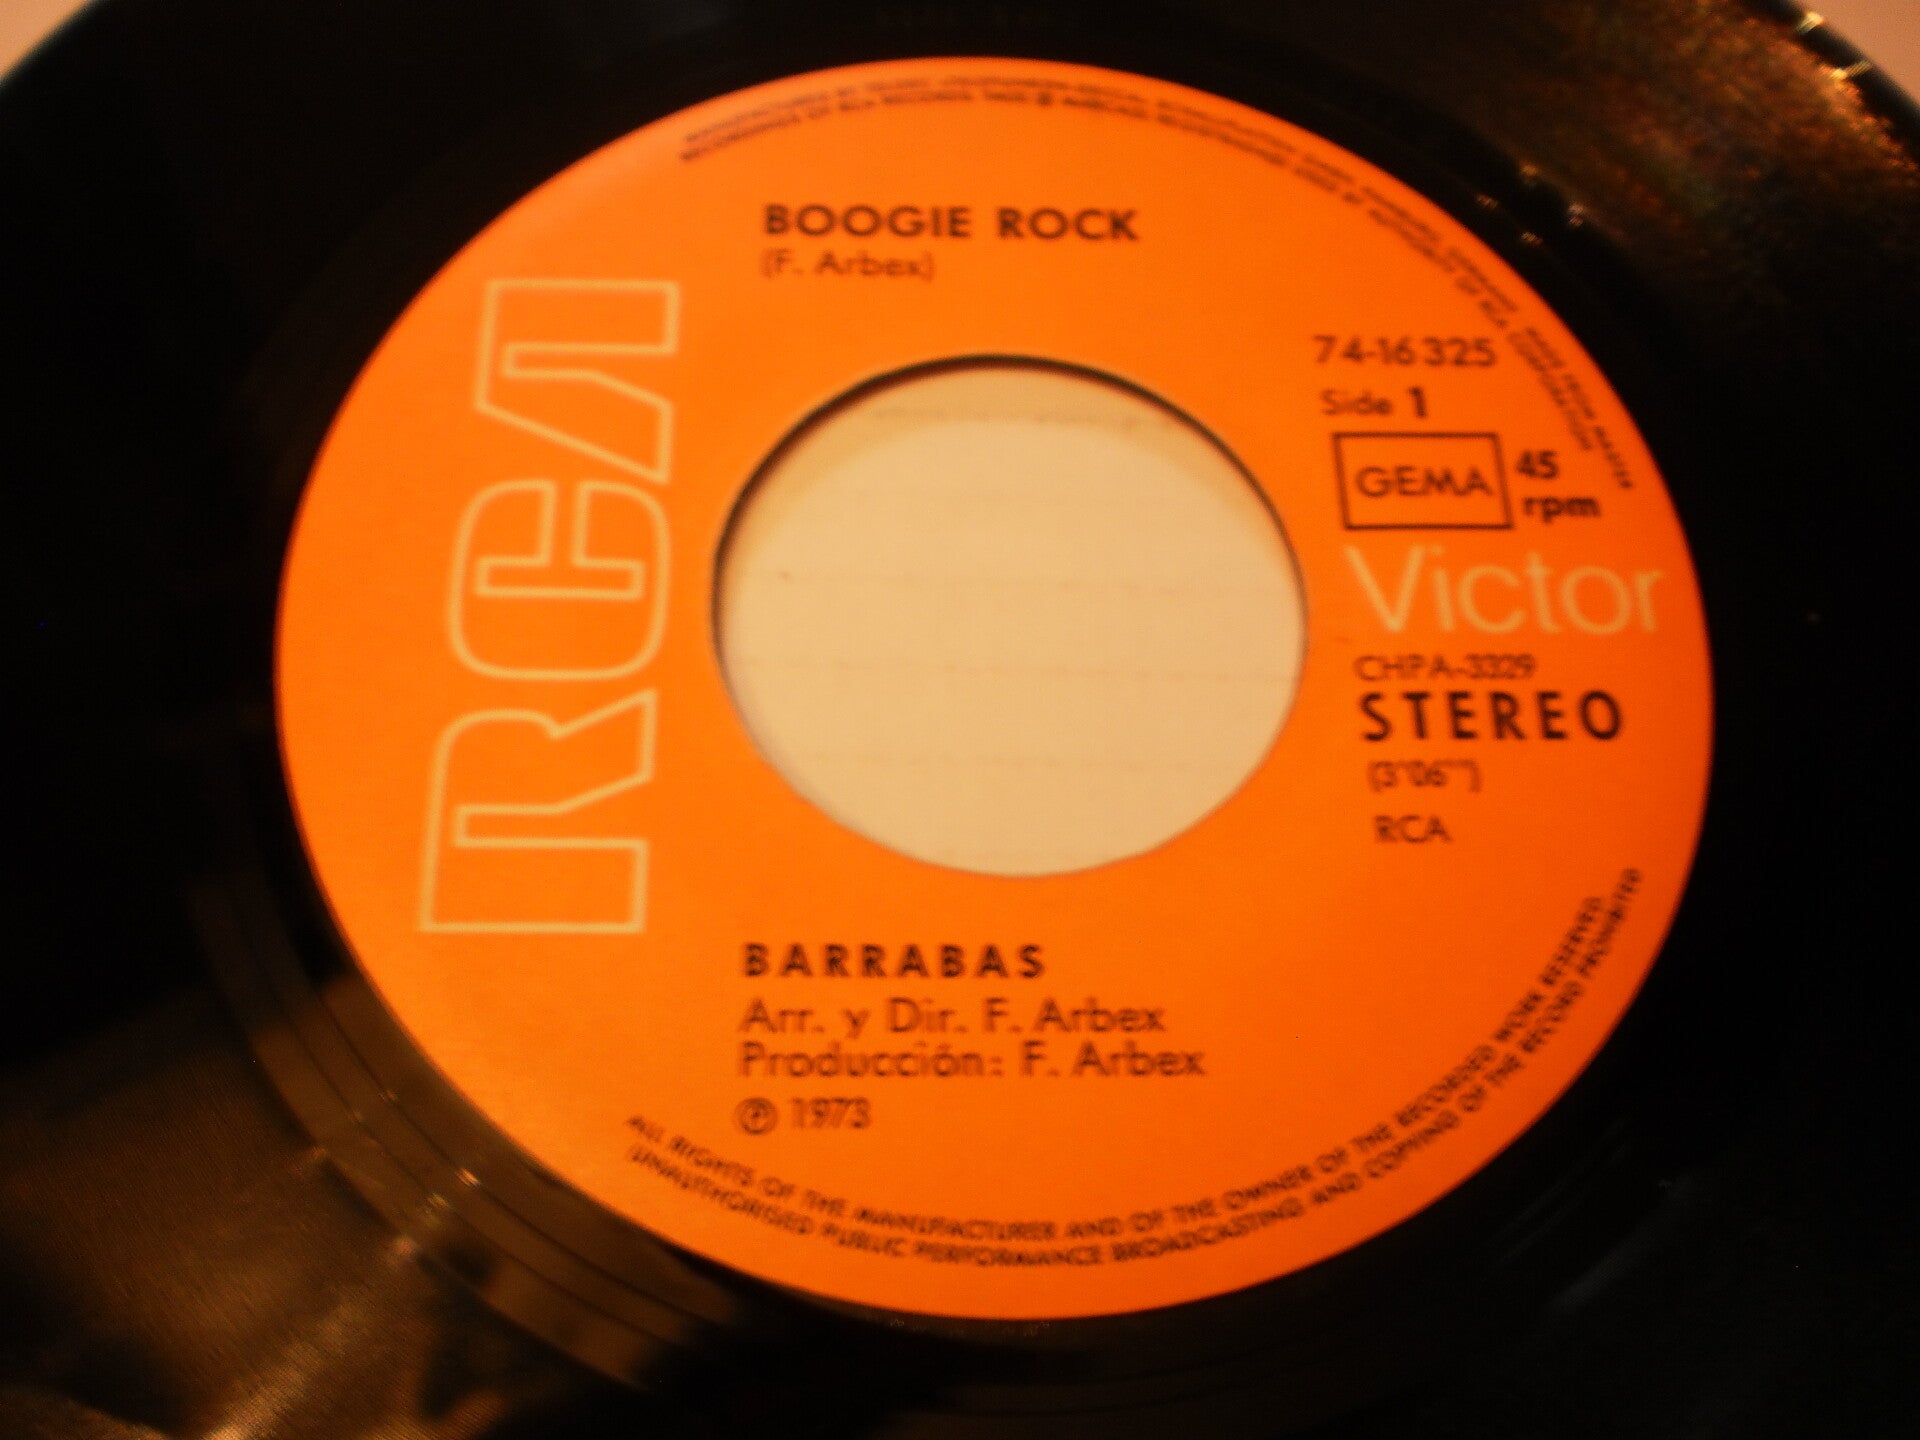 BOOGIE ROCK
(F. Arbex)
RCA
74-16325
Side 1
GEMA
45
rpm
Victor
CHPA-3329
STEREO
(3'06'')
RCA
BARRABAS
Arr. y Dir. F. Arbex
Producción: F. Arbex
℗ 1973
ALL RIGHTS OF THE MANUFACTURER AND OF THE OWNER OF THE RECORDED WORK RESERVED
UNAUTHORISED PUBLIC PERFORMANCE BROADCASTING AND COPYING OF THE RECORD PROHIBITED